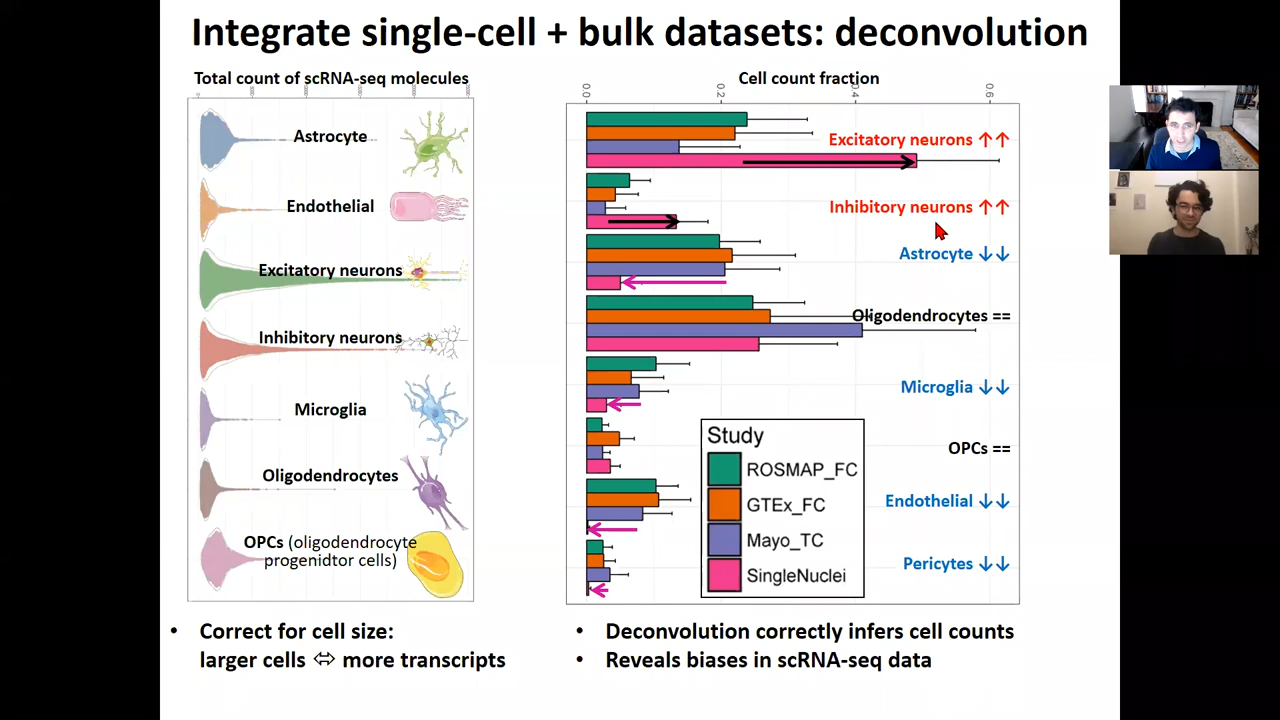 Integrate single-cell + bulk datasets: deconvolution
Total count of scRNA-seq molecules
Astrocyte
Endothelial
Excitatory neurons
Inhibitory neurons
Microglia
Oligodendrocytes
OPCs (oligodendrocyte
progenidtor cells)
• Correct for cell size:
larger cells ⇔ more transcripts
Cell count fraction
0.0 0.2 0.4 0.6
Excitatory neurons ↑↑
Inhibitory neurons ↑↑
Astrocyte ↓↓
Oligodendrocytes ==
Microglia ↓↓
OPCs ==
Endothelial ↓↓
Pericytes ↓↓
Study
ROSMAP_FC
GTEx_FC
Mayo_TC
SingleNuclei
• Deconvolution correctly infers cell counts
• Reveals biases in scRNA-seq data